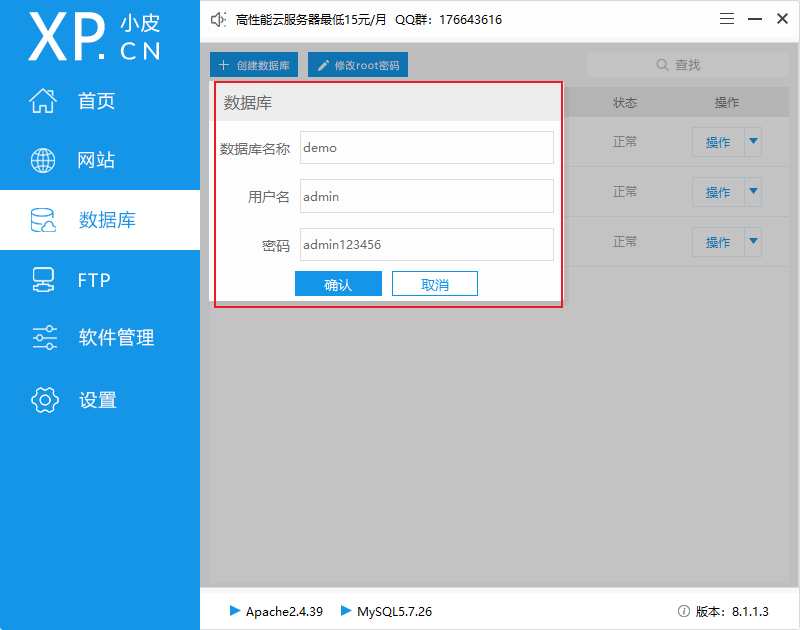 XP.CN 小皮
高性能云服务器最低15元/月 QQ群：176643616
首页
网站
数据库
FTP
软件管理
设置
创建数据库 修改root密码 查找
状态 操作
正常 操作
正常 操作
正常 操作
数据库
数据库名称 demo
用户名 admin
密码 admin123456
确认 取消
Apache2.4.39 MySQL5.7.26 版本：8.1.1.3